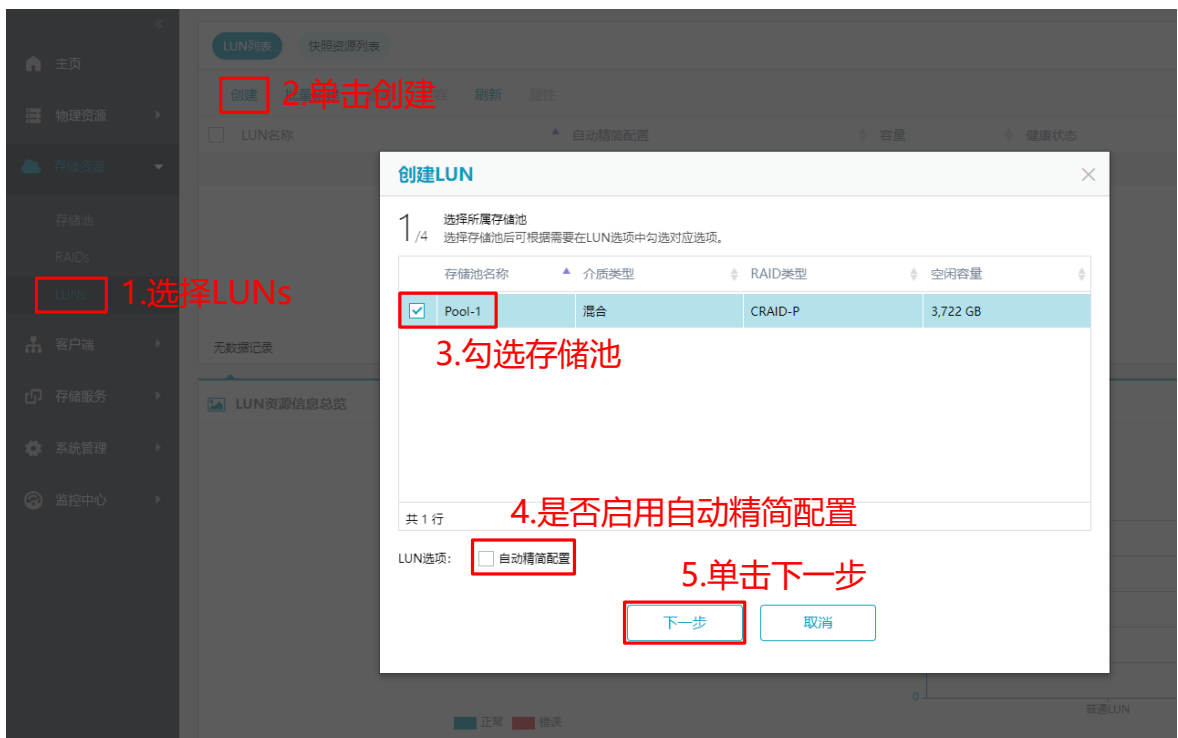 主页
物理资源
存储资源
存储池
RAIDs
LUNs
1.选择LUNs
客户端
存储服务
系统管理
监控中心
LUN列表 快照资源列表
创建 2.单击创建 刷新 属性
LUN名称 自动精简配置 容量 健康状态
无数据记录
LUN资源信息总览
创建LUN
1/4 选择所属存储池
选择存储池后可根据需要在LUN选项中勾选对应选项。
存储池名称 介质类型 RAID类型 空闲容量
Pool-1 混合 CRAID-P 3,722 GB
3.勾选存储池
共 1 行
4.是否启用自动精简配置
LUN选项: 自动精简配置
5.单击下一步
下一步 取消
0
普通LUN
正常 错误